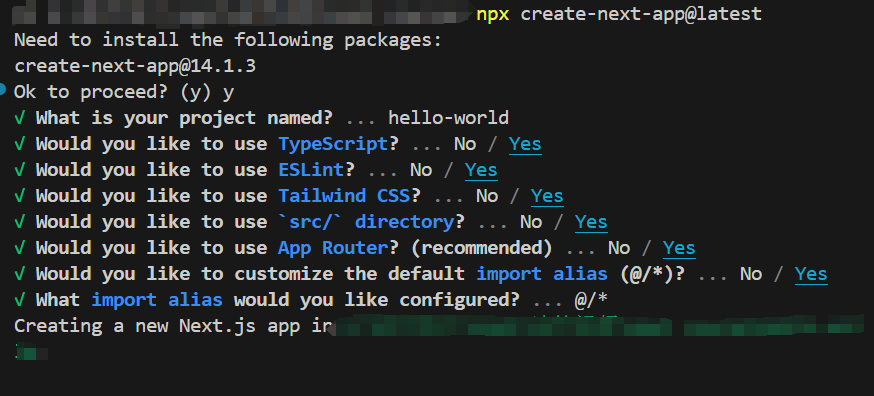 npx create-next-app@latest
Need to install the following packages:
create-next-app@14.1.3
Ok to proceed? (y) y
√ What is your project named? ... hello-world
√ Would you like to use TypeScript? ... No / Yes
√ Would you like to use ESLint? ... No / Yes
√ Would you like to use Tailwind CSS? ... No / Yes
√ Would you like to use `src/` directory? ... No / Yes
√ Would you like to use App Router? (recommended) ... No / Yes
√ Would you like to customize the default import alias (@/*)? ... No / Yes
√ What import alias would you like configured? ... @/*
Creating a new Next.js app in